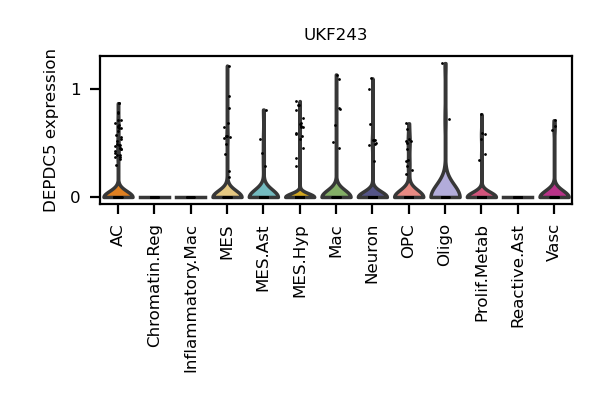 UKF243
DEPDC5 expression
1
0
AC
Chromatin.Reg
Inflammatory.Mac
MES
MES.Ast
MES.Hyp
Mac
Neuron
OPC
Oligo
Prolif.Metab
Reactive.Ast
Vasc